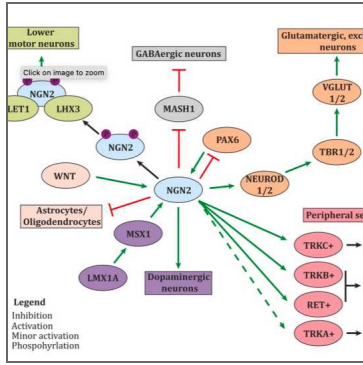 Lower
motor neurons
Click on image to zoom
NGN2
LET1
LHX3
GABAergic neurons
MASH1
Glutamatergic, exc
neurons
VGLUT
1/2
NGN2
PAX6
TBR1/2
WNT
NGN2
NEUROD
1/2
Astrocytes/
Oligodendrocytes
MSX1
LMX1A
Dopaminergic
neurons
Peripheral se
TRKC+
TRKB+
RET+
TRKA+
Legend
Inhibition
Activation
Minor activation
Phospohyrlation